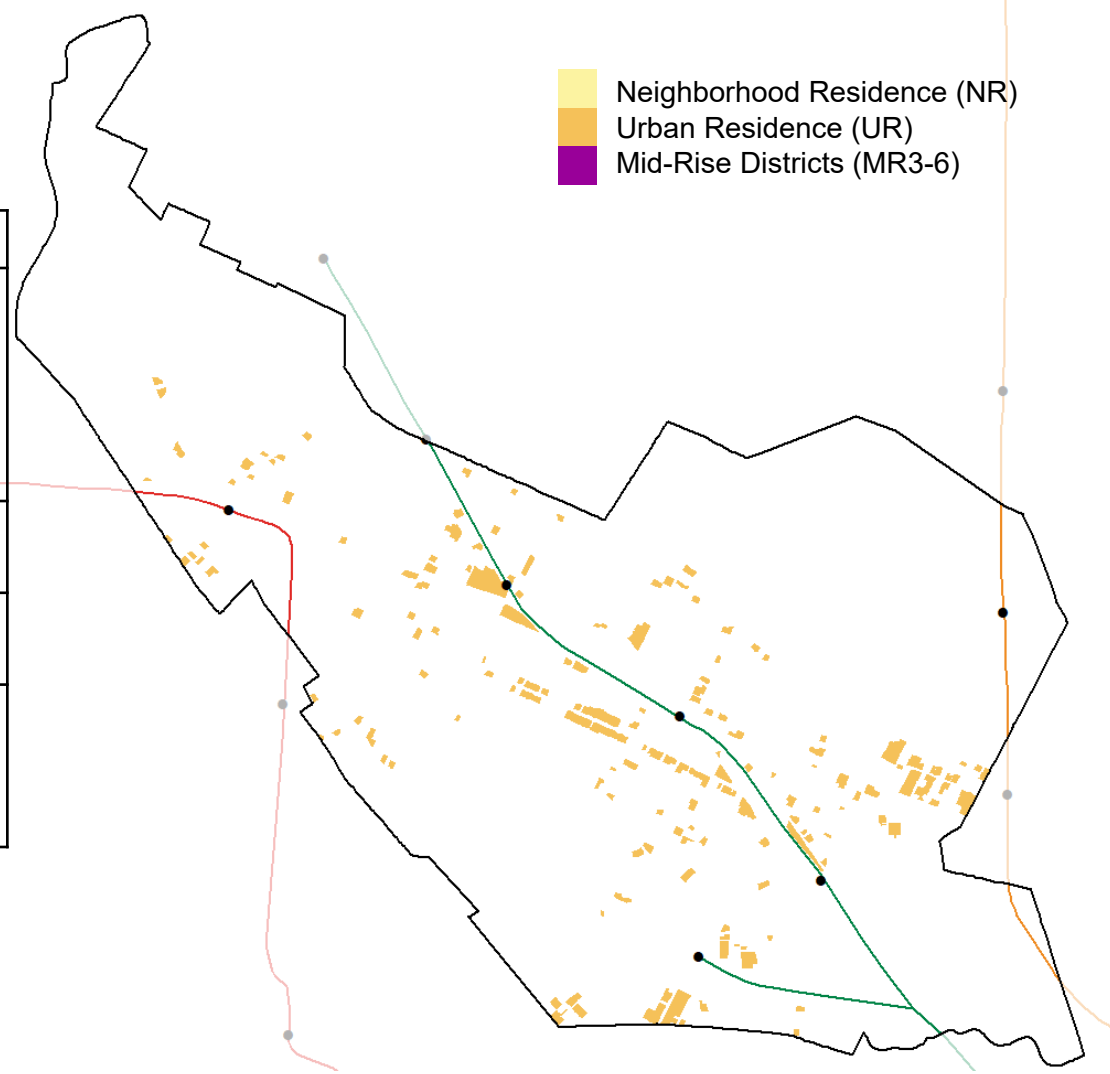 Neighborhood Residence (NR)
Urban Residence (UR)
Mid-Rise Districts (MR3-6)